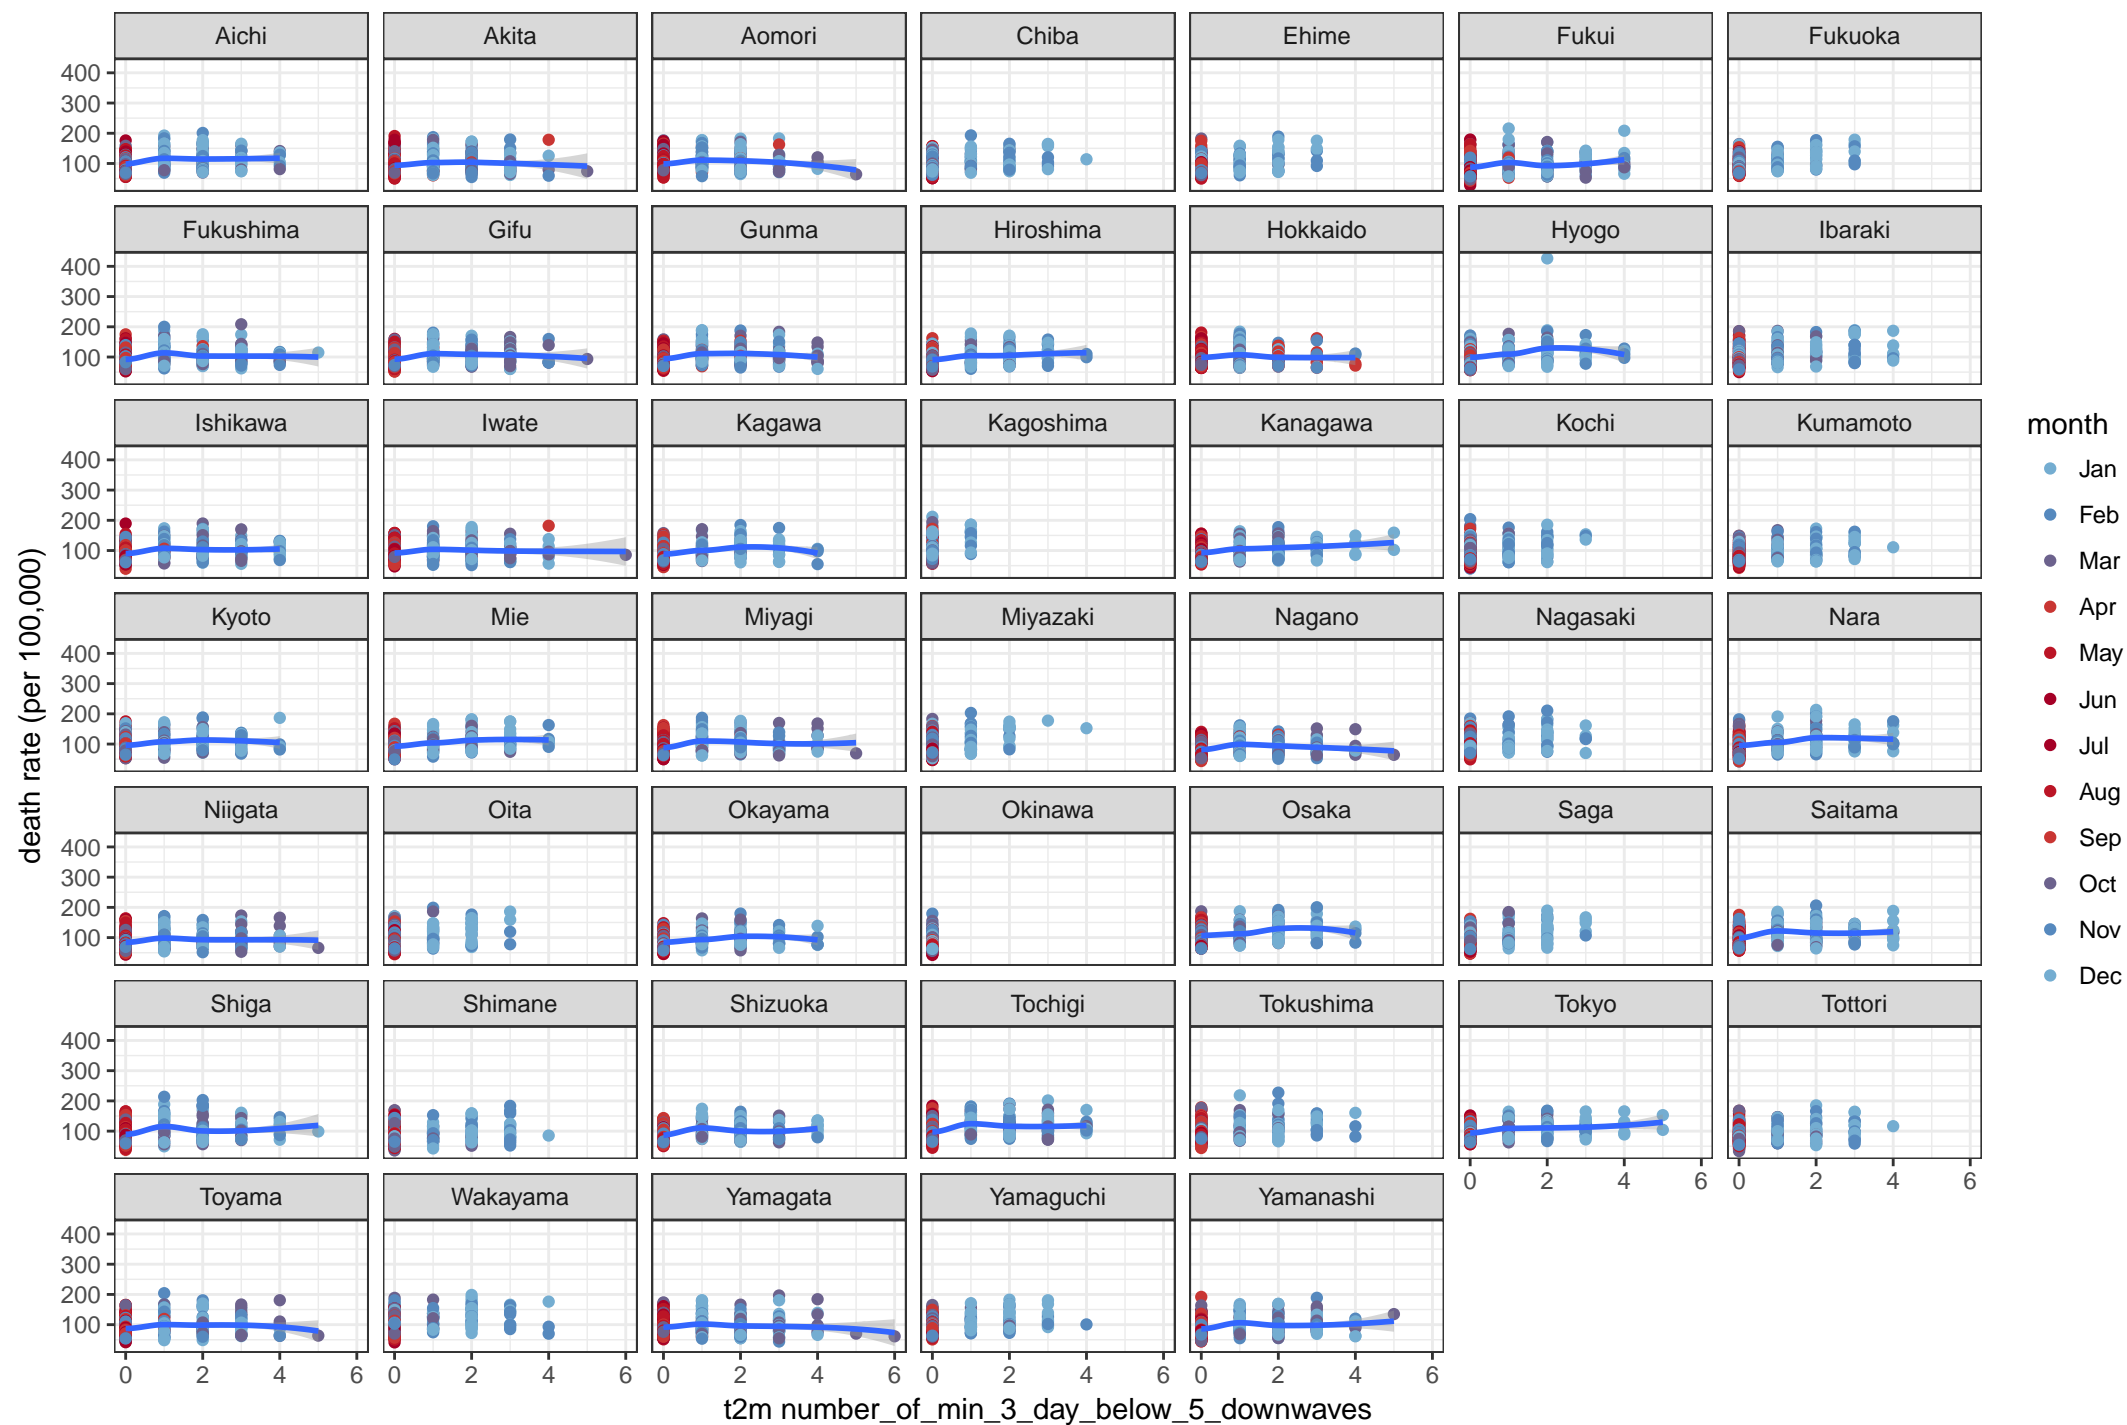 Aichi Akita Aomori Chiba Ehime Fukui Fukuoka
400
300
200
100
Fukushima Gifu Gunma Hiroshima Hokkaido Hyogo Ibaraki
400
300
200
100
Ishikawa Iwate Kagawa Kagoshima Kanagawa Kochi Kumamoto
400
300
200
100
Kyoto Mie Miyagi Miyazaki Nagano Nagasaki Nara
400
300
200
100
Niigata Oita Okayama Okinawa Osaka Saga Saitama
400
300
200
100
Shiga Shimane Shizuoka Tochigi Tokushima Tokyo Tottori
400
300
200
100
0 2 4 6 0 2 4 6
Toyama Wakayama Yamagata Yamaguchi Yamanashi
400
300
200
100
0 2 4 6 0 2 4 6 0 2 4 6 0 2 4 6 0 2 4 6
t2m number_of_min_3_day_below_5_downwaves
death rate (per 100,000)
month
Jan
Feb
Mar
Apr
May
Jun
Jul
Aug
Sep
Oct
Nov
Dec